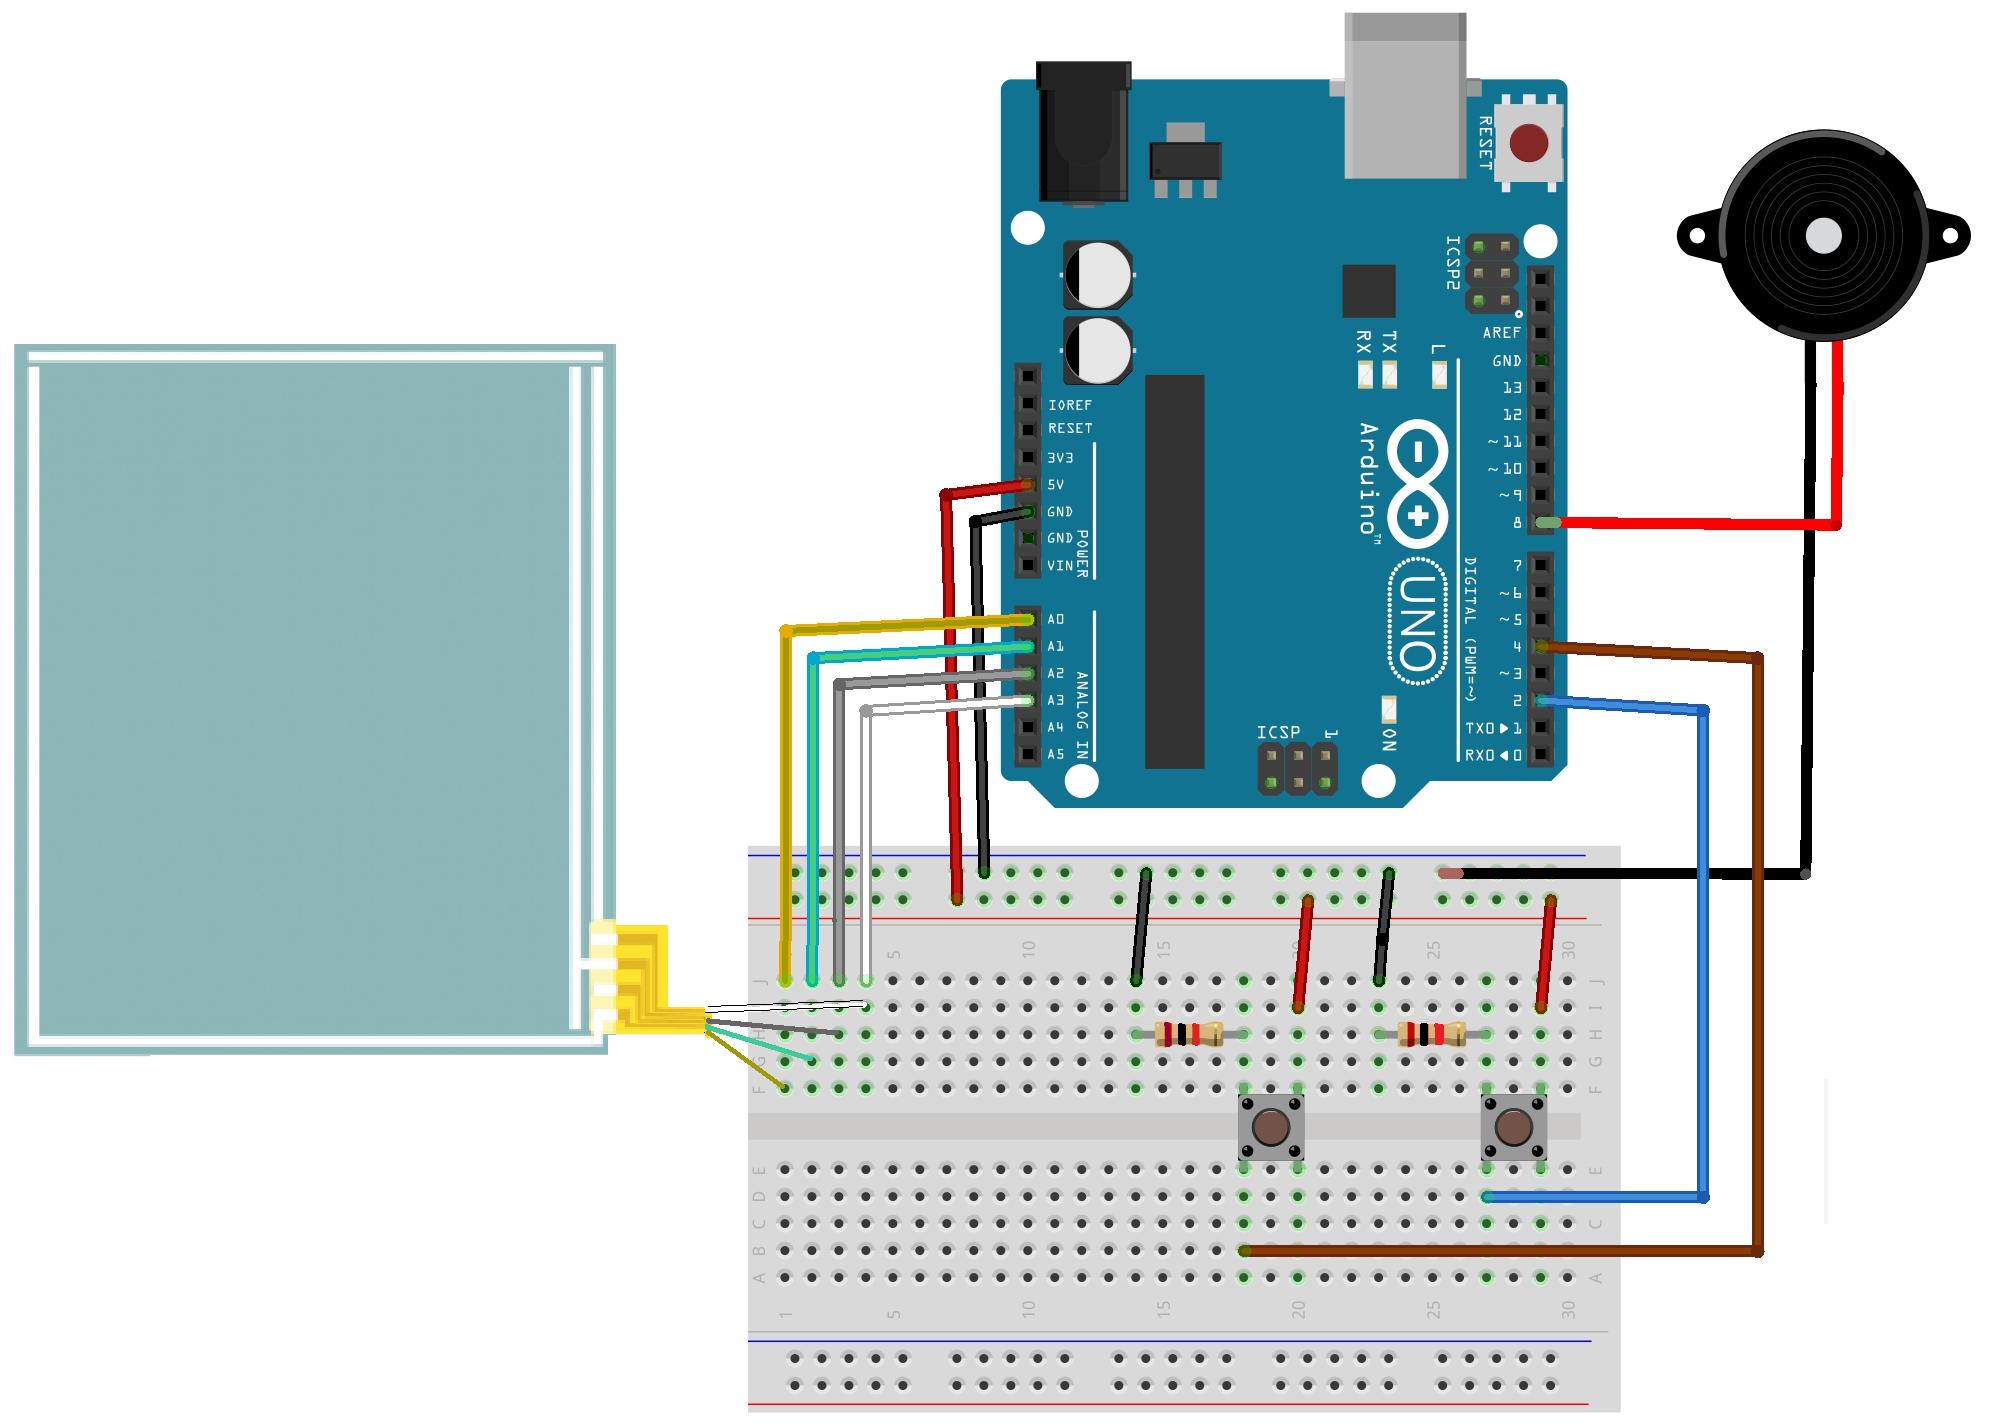 RESET
ICSP2
AREF
GND
13
12
~11
~10
~9
8
RX
TX
L
IOREF
RESET
3V3
5V
GND
GND
VIN
POWER
Arduino™
UNO
7
~6
~5
4
~3
2
TX0▶1
RX0◀0
DIGITAL (PWM=~)
A0
A1
A2
A3
A4
A5
ANALOG IN
ICSP
1
ON
5
10
15
20
25
30
J
I
H
G
F
J
I
H
G
F
E
D
C
B
A
E
C
A
1
5
10
15
20
25
30